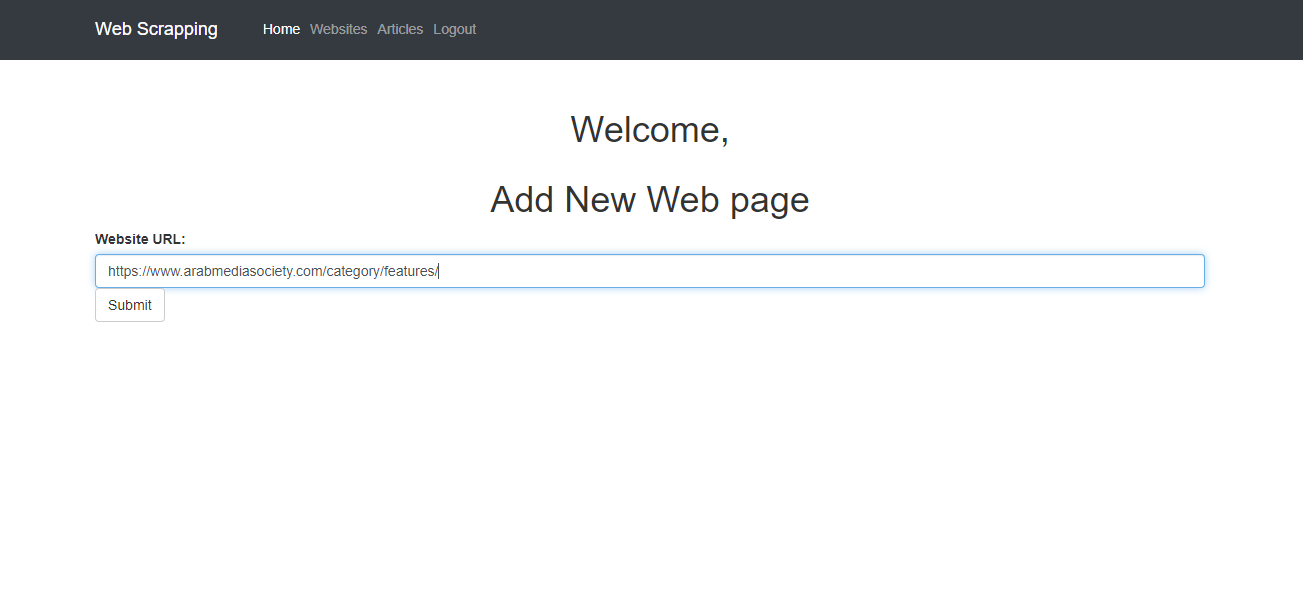 Web Scrapping Home Websites Articles Logout
Welcome,
Add New Web page
Website URL:
https://www.arabmediasociety.com/category/features/
Submit